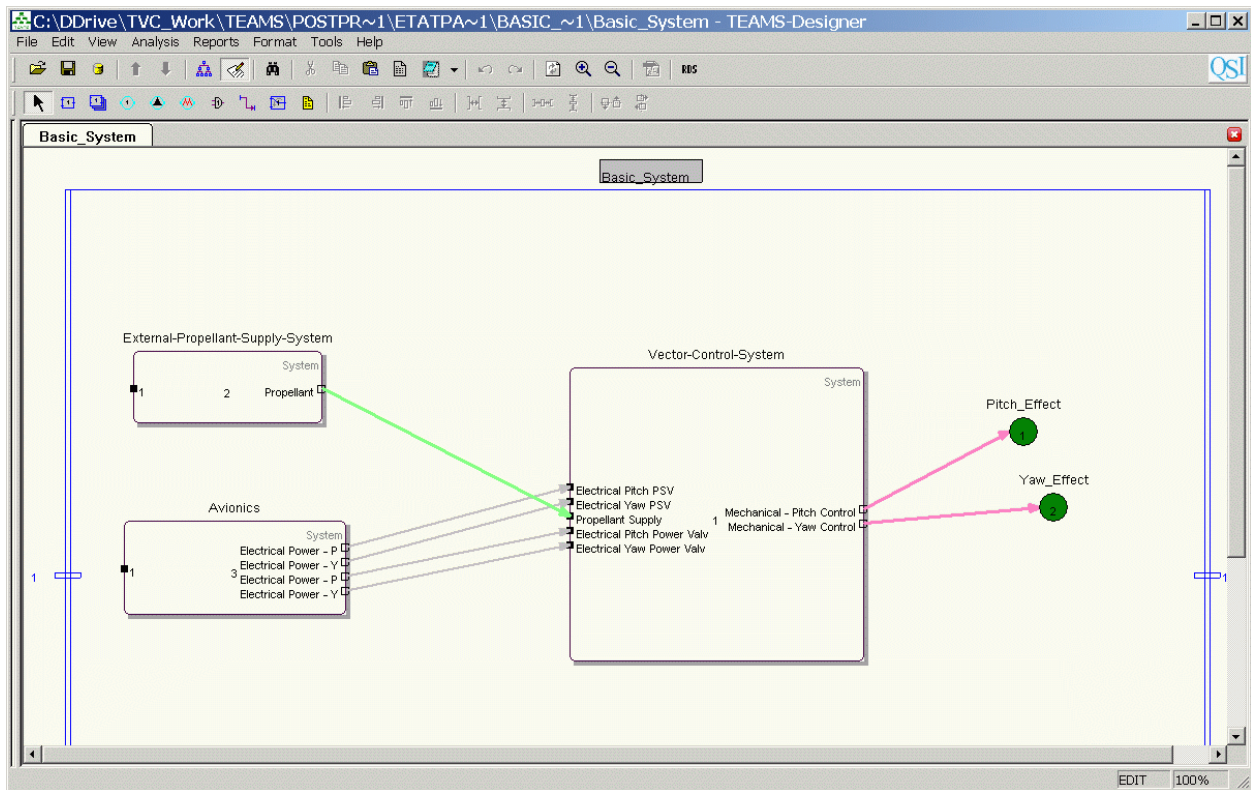 C:\DDrive\TVC_Work\TEAMS\POSTPR~1\ETATPA~1\BASIC_~1\Basic_System - TEAMS-Designer
File Edit View Analysis Reports Format Tools Help
RDS
QSI
Basic_System
Basic_System
External-Propellant-Supply-System
System
1 2 Propellant
Vector-Control-System
System
Pitch_Effect
1
Yaw_Effect
2
Electrical Pitch PSV
Electrical Yaw PSV
Propellant Supply
Electrical Pitch Power Valv
Electrical Yaw Power Valv
1
Mechanical - Pitch Control
Mechanical - Yaw Control
Avionics
System
Electrical Power - P
Electrical Power - Y
Electrical Power - P
Electrical Power - Y
1 3
1
1
EDIT 100%